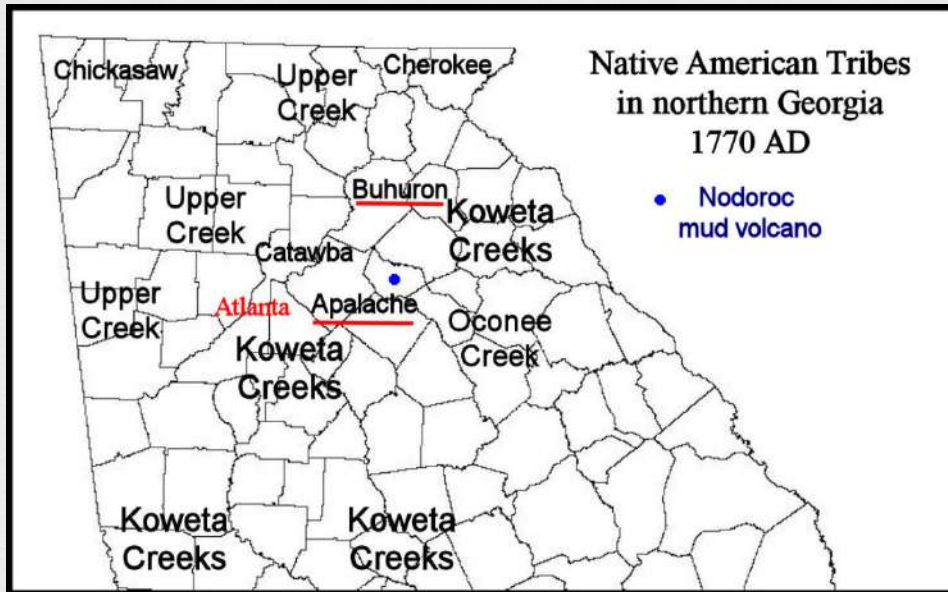 Native American Tribes
in northern Georgia
1770 AD
Nodoroc
mud volcano
Chickasaw
Upper
Creek
Cherokee
Buhuron
Upper
Creek
Koweta
Creeks
Catawba
Upper
Creek
Atlanta
Apalache
Oconee
Creek
Koweta
Creeks
Koweta
Creeks
Koweta
Creeks